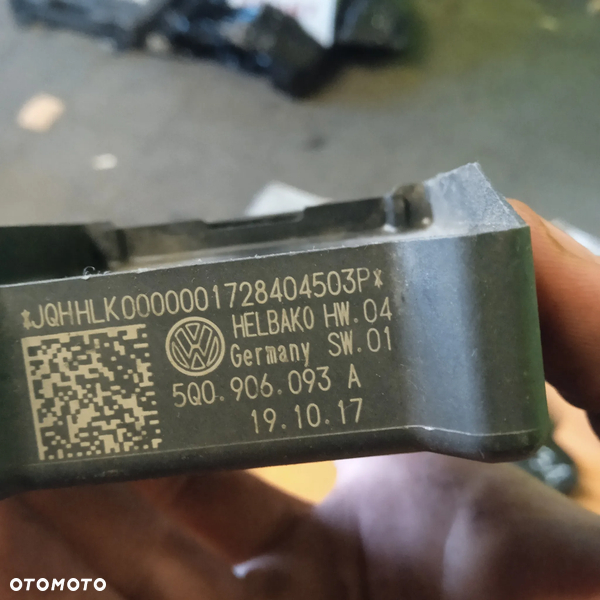 *JQHHLK0000001728404503P*
HELBAKO HW.04
Germany SW.01
5Q0.906.093 A
19.10.17
OTOMOTO